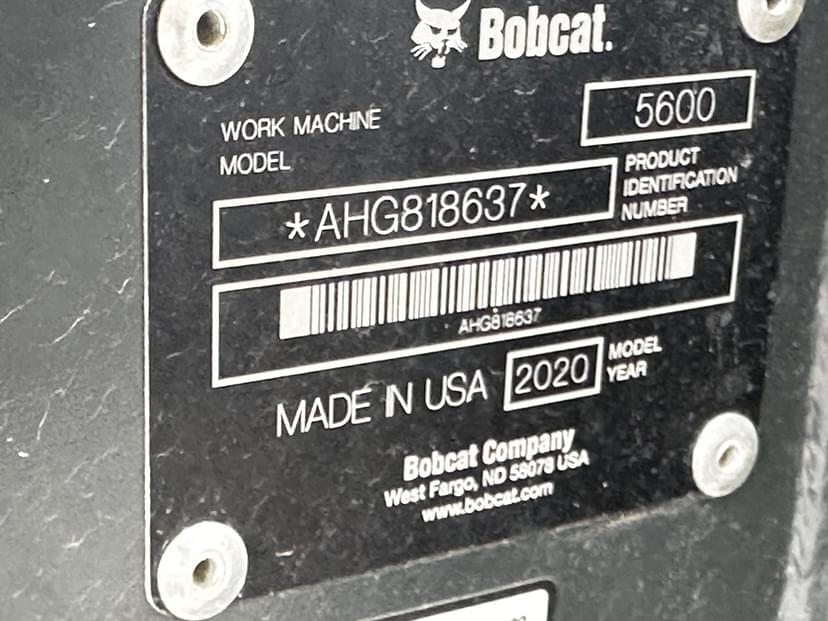 Bobcat.
WORK MACHINE
MODEL
5600
*AHG818637*
PRODUCT
IDENTIFICATION
NUMBER
AHG818637
MADE IN USA
2020
MODEL
YEAR
Bobcat Company
West Fargo, ND 58078 USA
www.bobcat.com